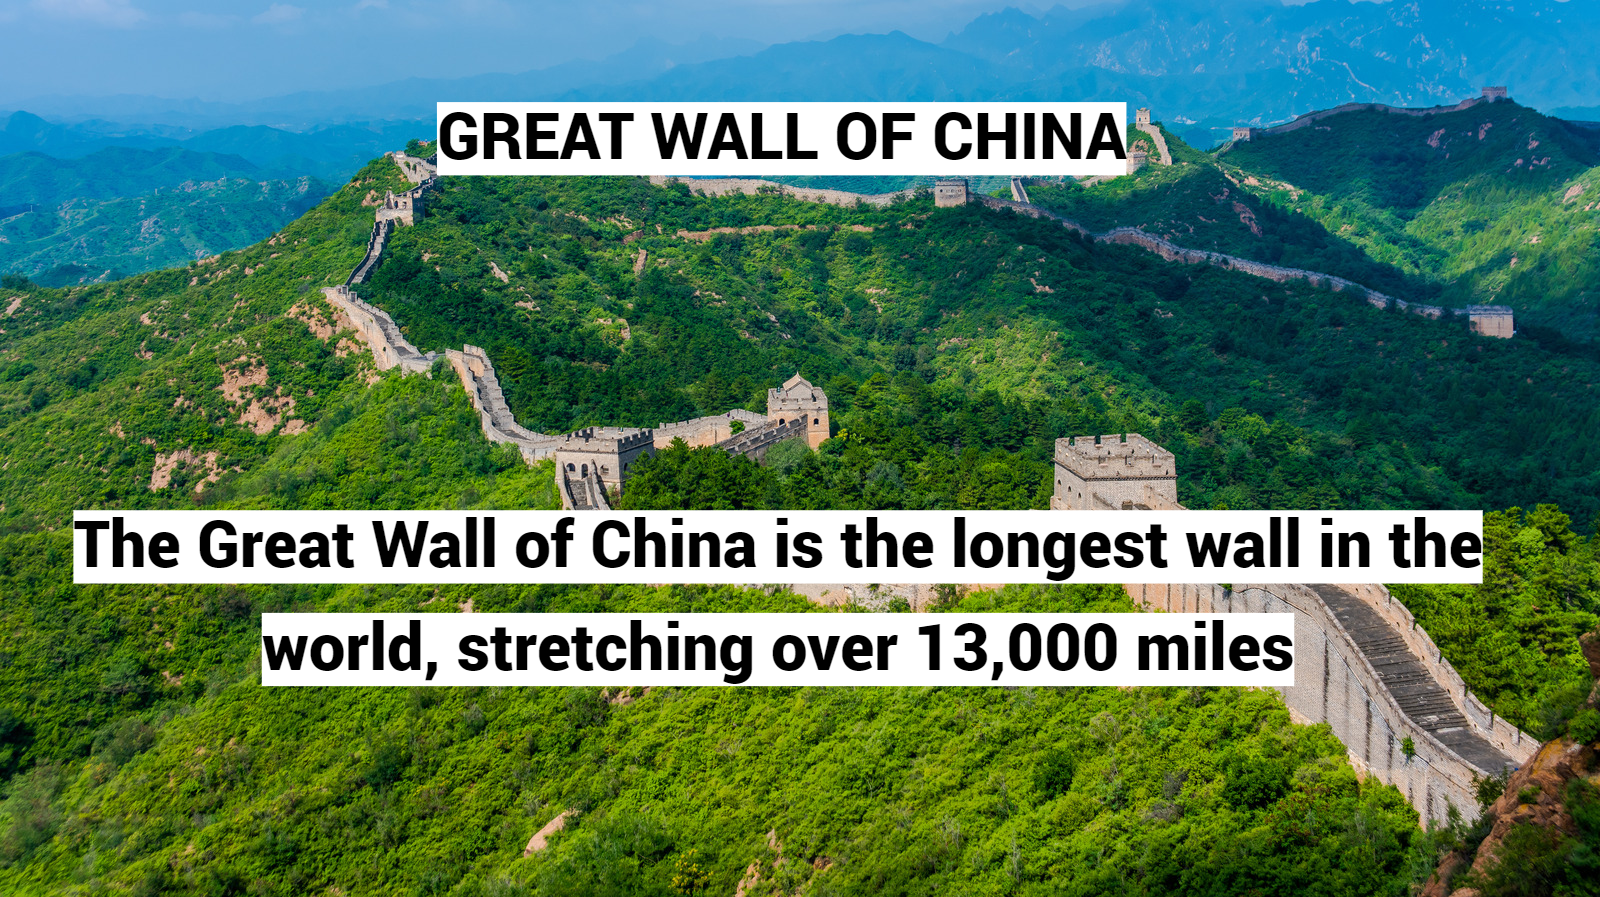 GREAT WALL OF CHINA
The Great Wall of China is the longest wall in the
world, stretching over 13,000 miles